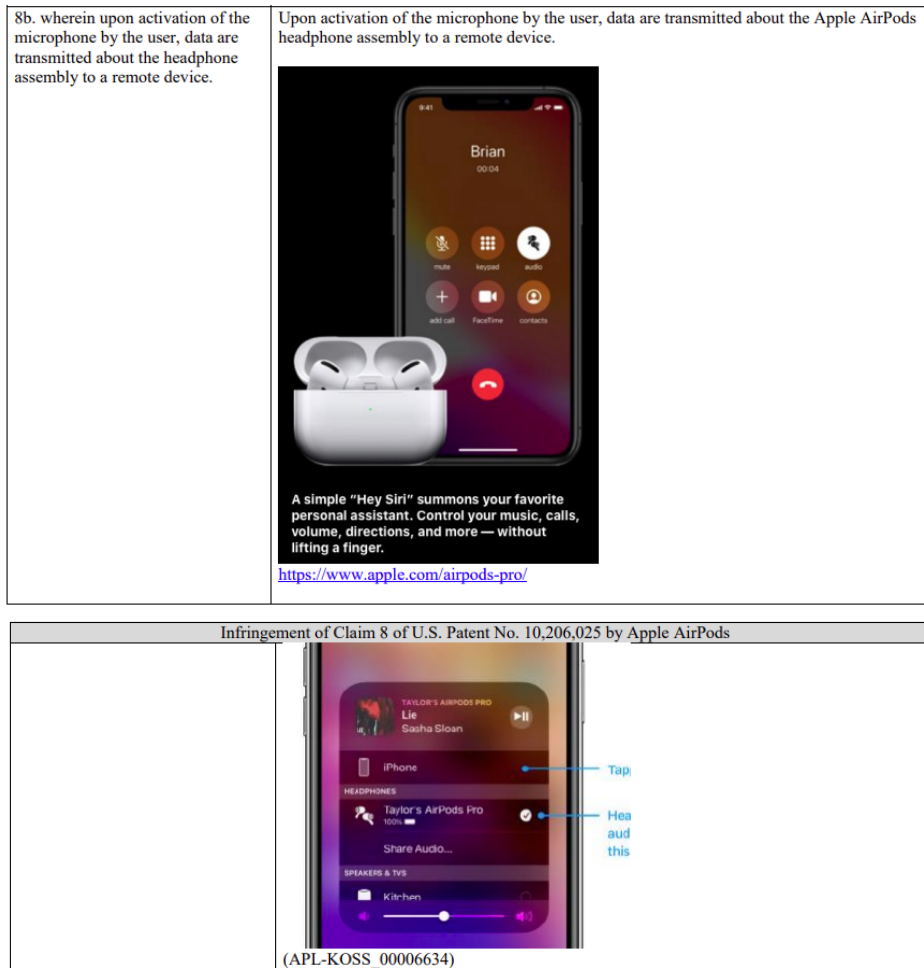 8b. wherein upon activation of the
microphone by the user, data are
transmitted about the headphone
assembly to a remote device.
Upon activation of the microphone by the user, data are transmitted about the Apple AirPods
headphone assembly to a remote device.
9:41
Brian
00:04
mute
keypad
audio
add call
FaceTime
contacts
A simple “Hey Siri” summons your favorite
personal assistant. Control your music, calls,
volume, directions, and more — without
lifting a finger.
https://www.apple.com/airpods-pro/
Infringement of Claim 8 of U.S. Patent No. 10,206,025 by Apple AirPods
TAYLOR'S AIRPODS PRO
Lie
Sasha Sloan
iPhone
Tap
HEADPHONES
Taylor's AirPods Pro
100%
Hea
aud
this
Share Audio...
SPEAKERS & TVS
Kitchen
(APL-KOSS_00006634)